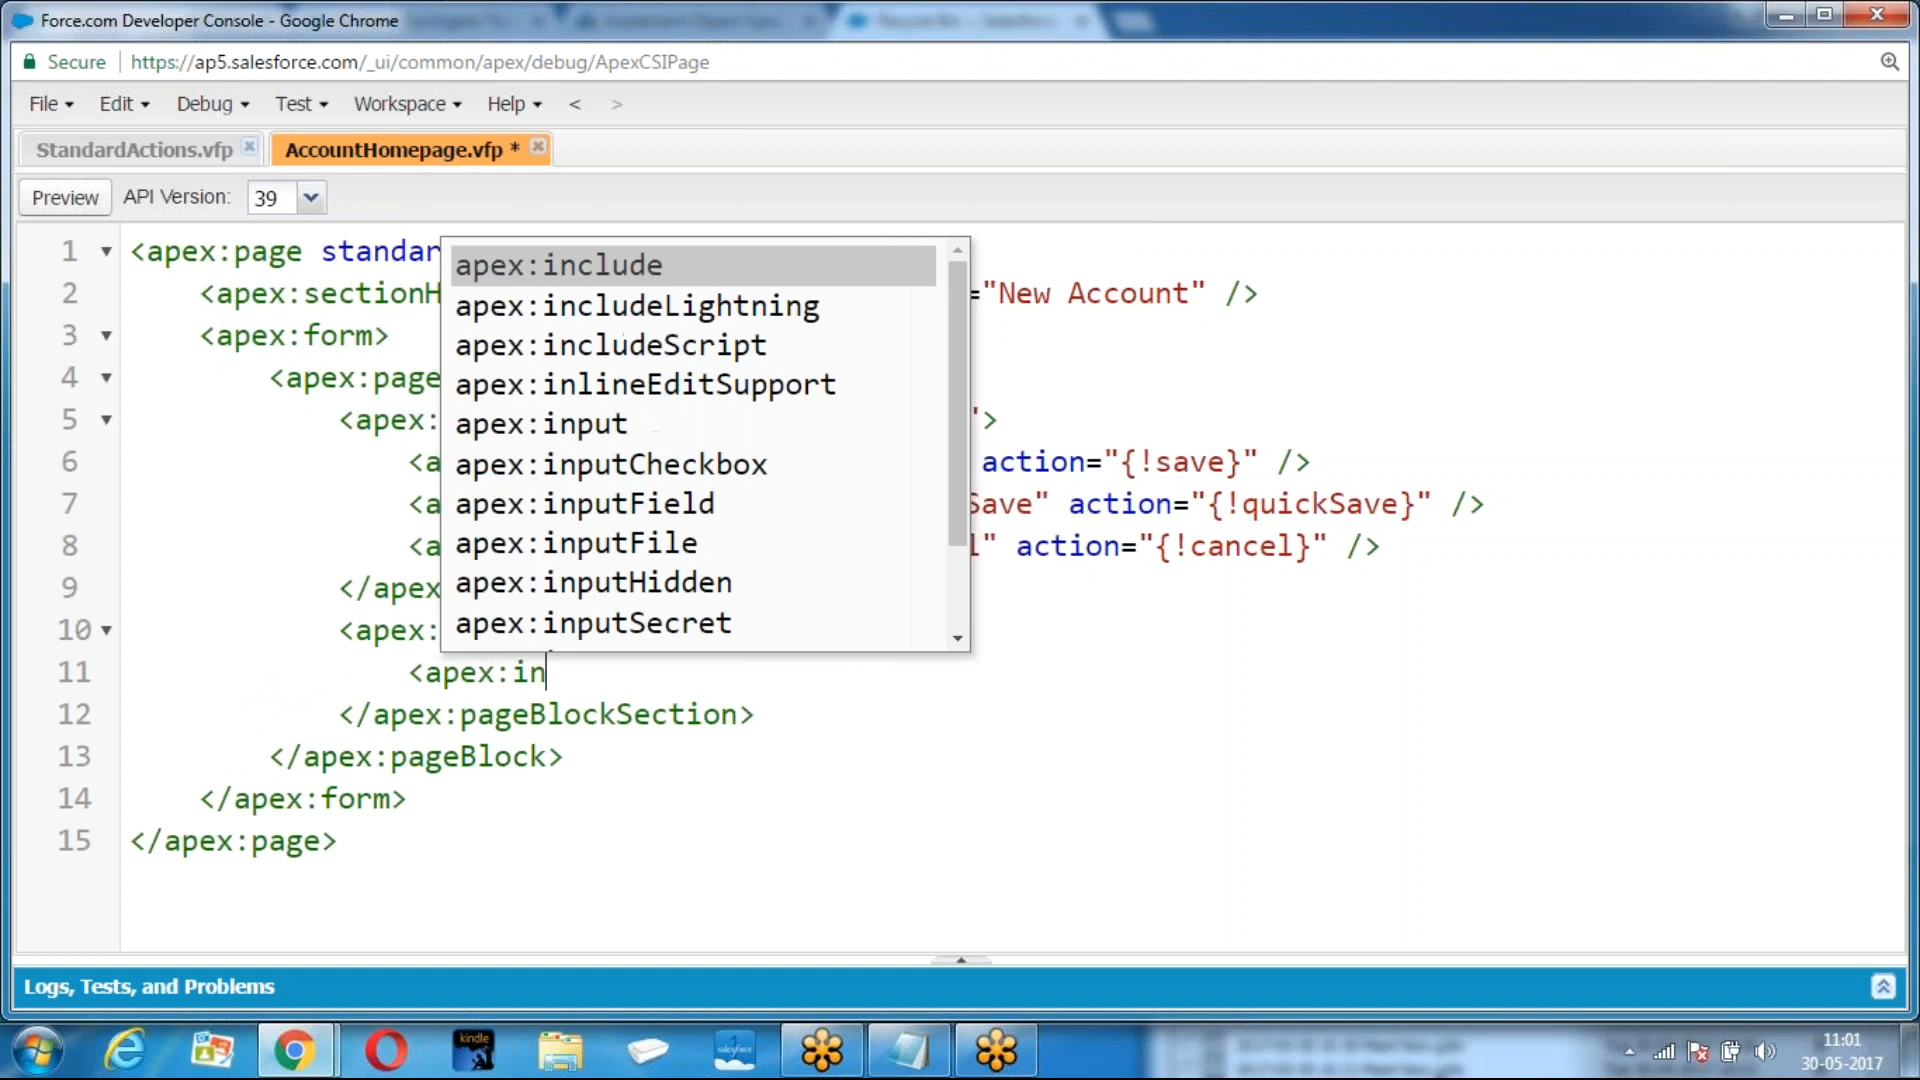 Force.com Developer Console - Google Chrome
Secure
https://ap5.salesforce.com/_ui/common/apex/debug/ApexCSIPage
File Edit Debug Test Workspace Help < >
StandardActions.vfp AccountHomepage.vfp *
Preview API Version: 39
1 <apex:page standar
2 <apex:sectionH ="New Account" />
3 <apex:form>
4 <apex:page
5 <apex: ">
6 <a action="{!save}" />
7 <a Save" action="{!quickSave}" />
8 <a l" action="{!cancel}" />
9 </apex
10 <apex:
11 <apex:in
12 </apex:pageBlockSection>
13 </apex:pageBlock>
14 </apex:form>
15 </apex:page>
apex:include
apex:includeLightning
apex:includeScript
apex:inlineEditSupport
apex:input
apex:inputCheckbox
apex:inputField
apex:inputFile
apex:inputHidden
apex:inputSecret
Logs, Tests, and Problems
kindle
salesforce
11:01
30-05-2017